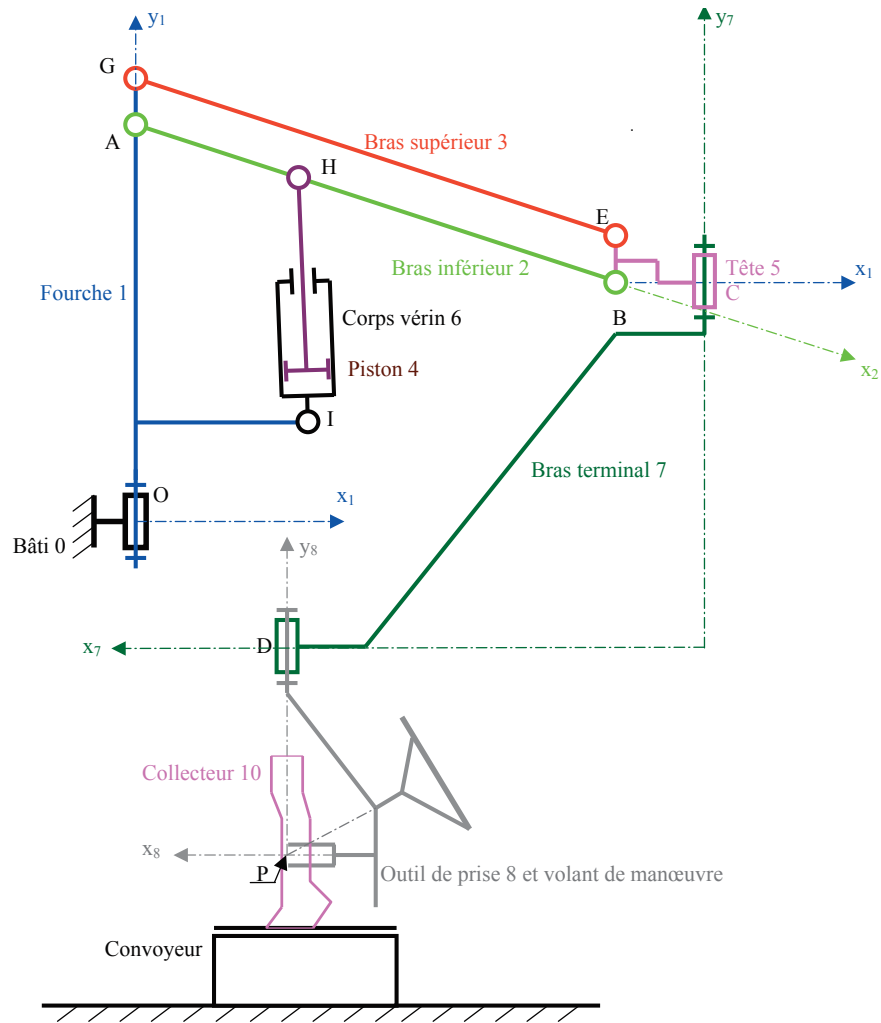 y₁
y₇
G
A
Bras supérieur 3
H
E
Bras inférieur 2
Tête 5
x₁
C
Fourche 1
Corps vérin 6
B
Piston 4
x₂
I
Bras terminal 7
O
x₁
Bâti 0
y₈
x₇
D
Collecteur 10
x₈
P
Outil de prise 8 et volant de manœuvre
Convoyeur